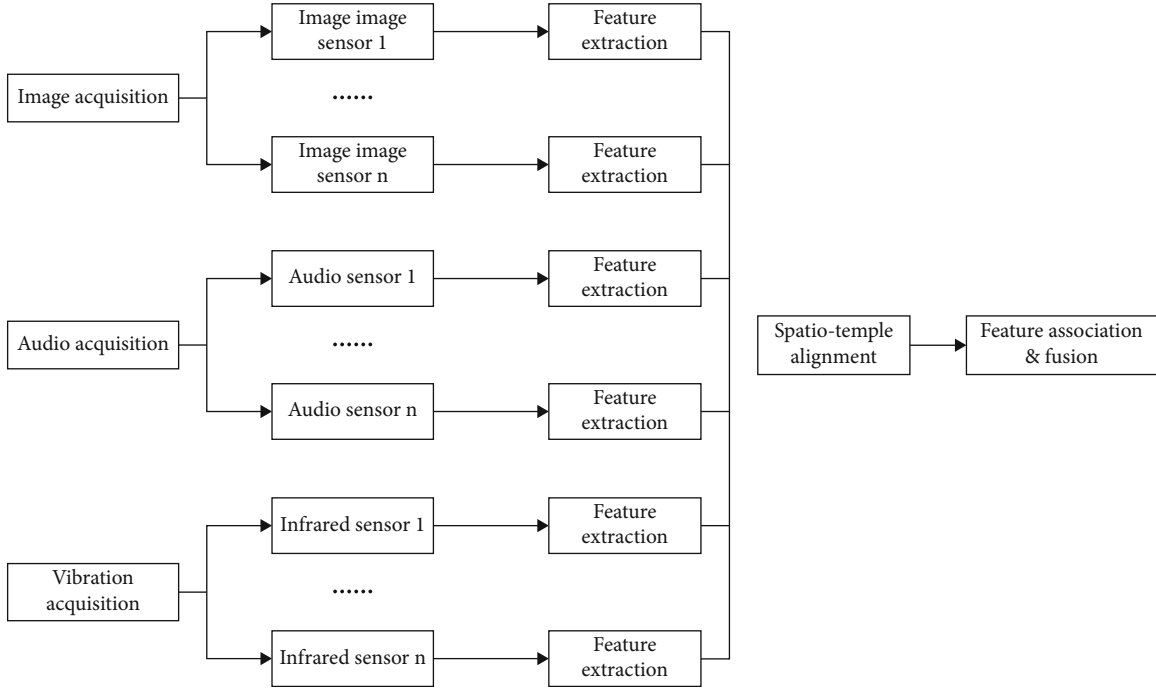 Image image
sensor 1
Feature
extraction
Image acquisition
......
Image image
sensor n
Feature
extraction
Audio sensor 1
Feature
extraction
Audio acquisition
......
Spatio-temple
alignment
Feature association
& fusion
Audio sensor n
Feature
extraction
Infrared sensor 1
Feature
extraction
Vibration
acquisition
......
Infrared sensor n
Feature
extraction